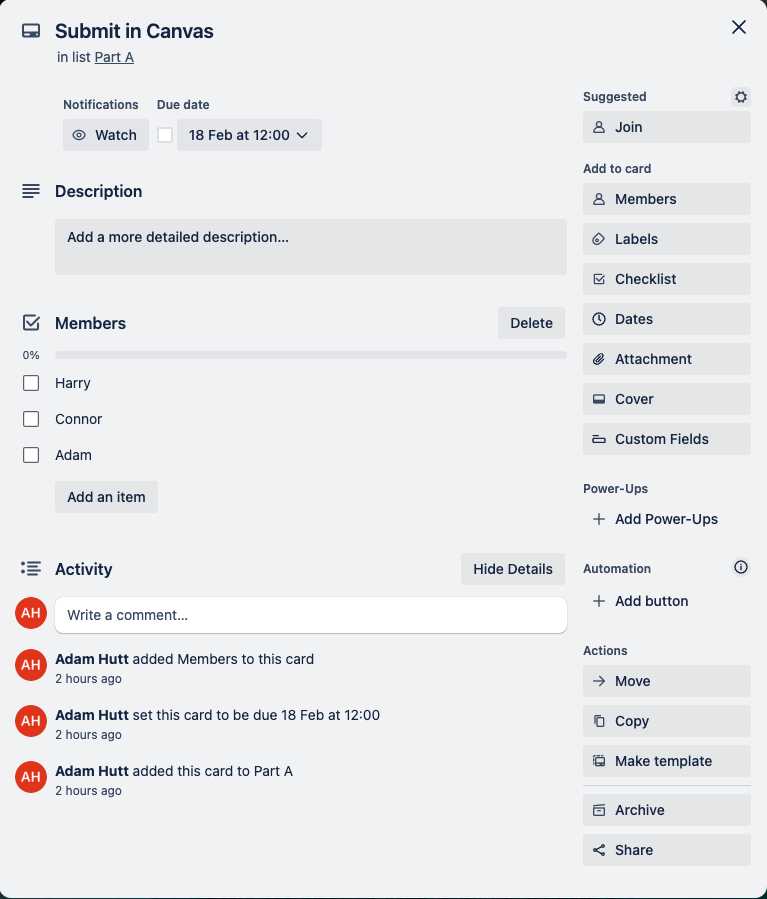 Submit in Canvas
in list Part A
Notifications
Due date
Watch
18 Feb at 12:00
Description
Add a more detailed description...
Members
Delete
0%
Harry
Connor
Adam
Add an item
Activity
Hide Details
AH
Write a comment...
AH
Adam Hutt added Members to this card
2 hours ago
AH
Adam Hutt set this card to be due 18 Feb at 12:00
2 hours ago
AH
Adam Hutt added this card to Part A
2 hours ago
Suggested
Join
Add to card
Members
Labels
Checklist
Dates
Attachment
Cover
Custom Fields
Power-Ups
Add Power-Ups
Automation
Add button
Actions
Move
Copy
Make template
Archive
Share